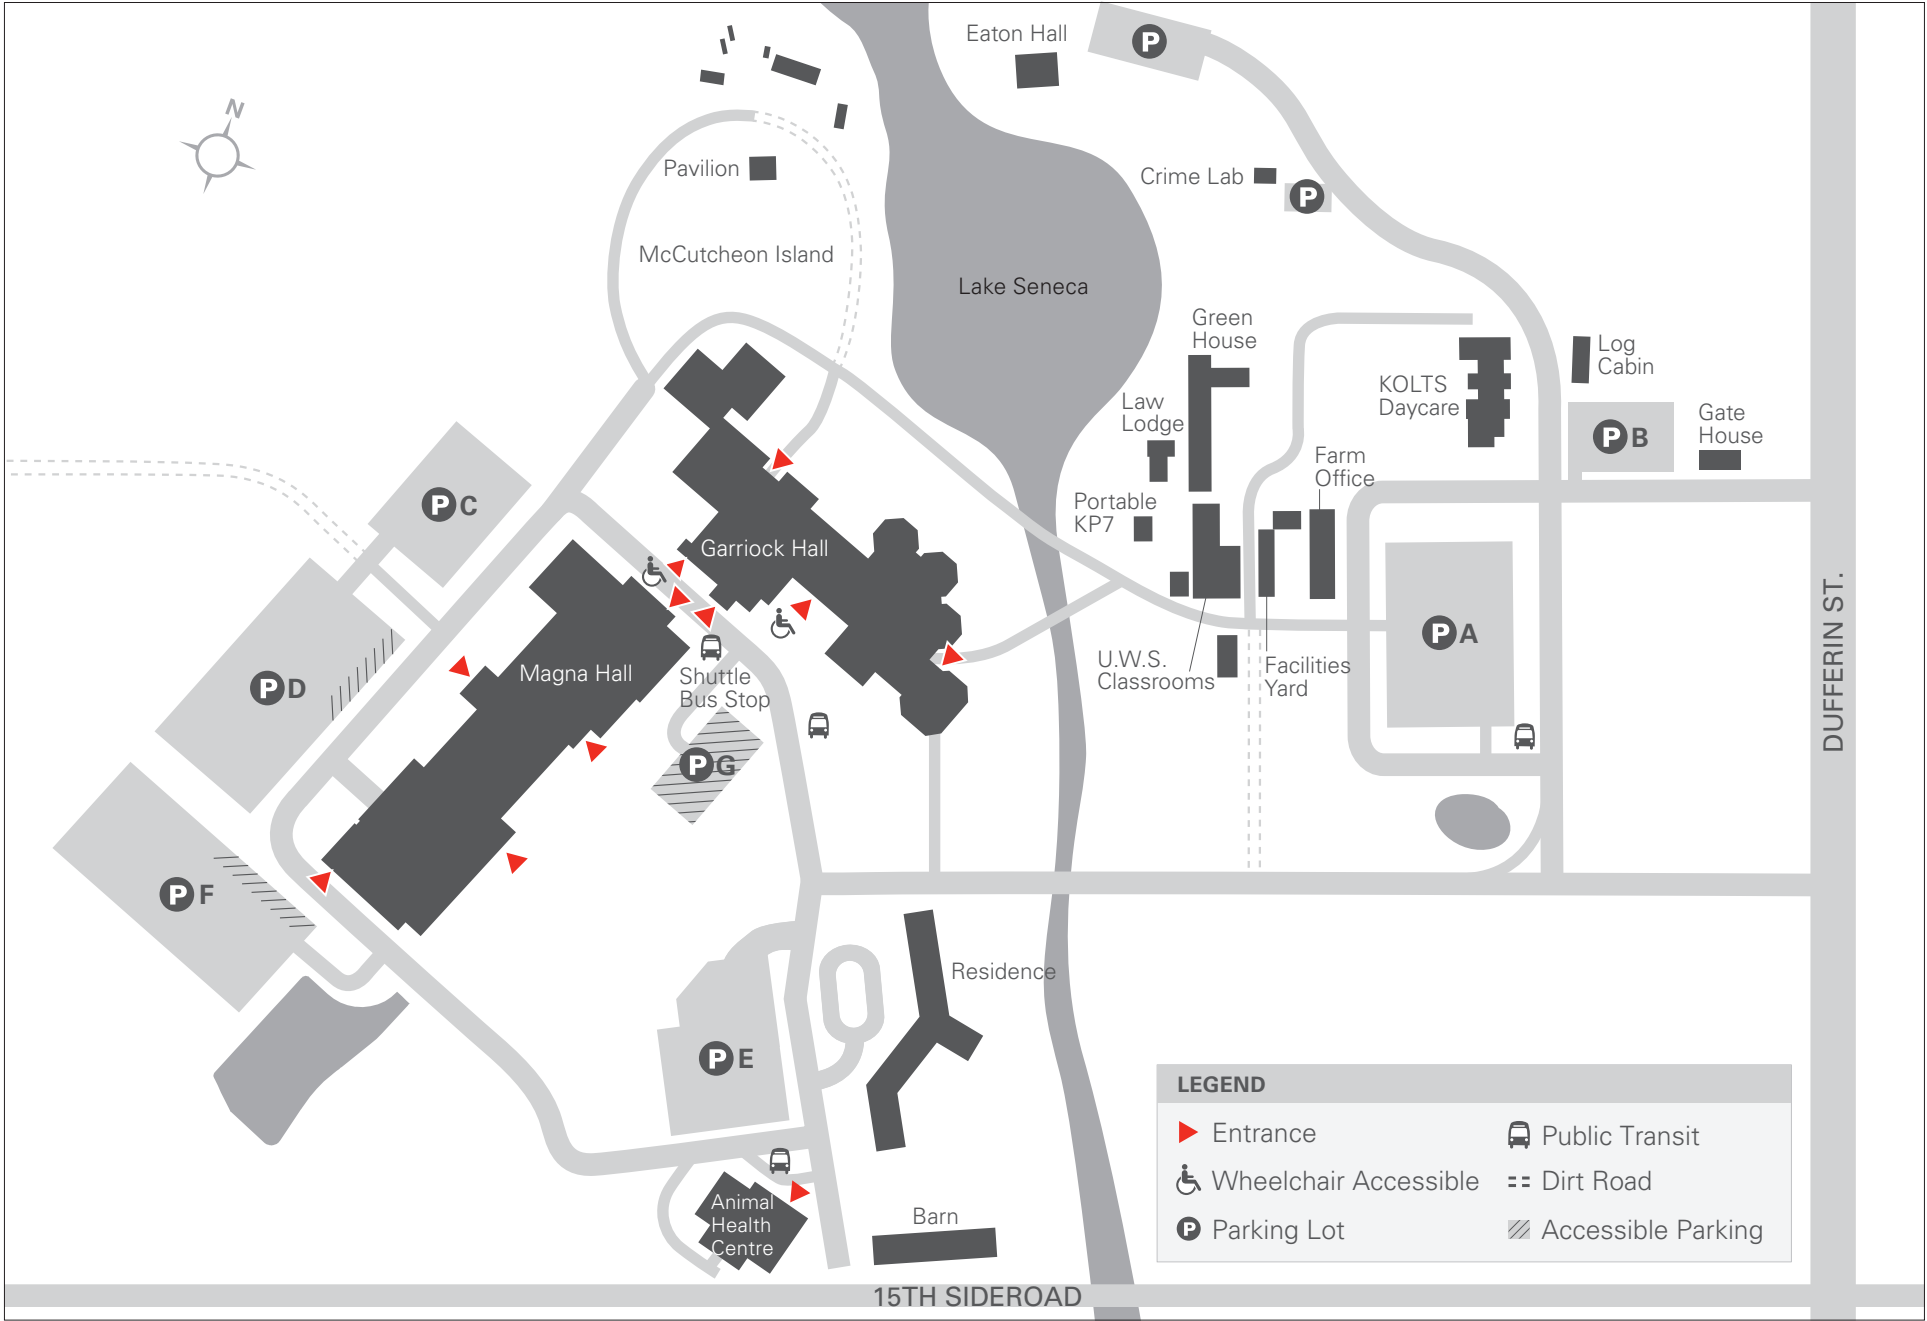 Eaton Hall
P
N
Pavilion
Crime Lab
P
McCutcheon Island
Lake Seneca
Green
House
Log
Cabin
KOLTS
Daycare
Law
Lodge
Gate
House
P B
Farm
Office
P C
Portable
KP7
Garriock Hall
DUFFERIN ST.
P A
U.W.S.
Classrooms
Facilities
Yard
Magna Hall
Shuttle
Bus Stop
P D
P G
P F
Residence
P E
LEGEND
Entrance
Public Transit
Wheelchair Accessible
Dirt Road
P Parking Lot
Accessible Parking
Animal
Health
Centre
Barn
15TH SIDEROAD